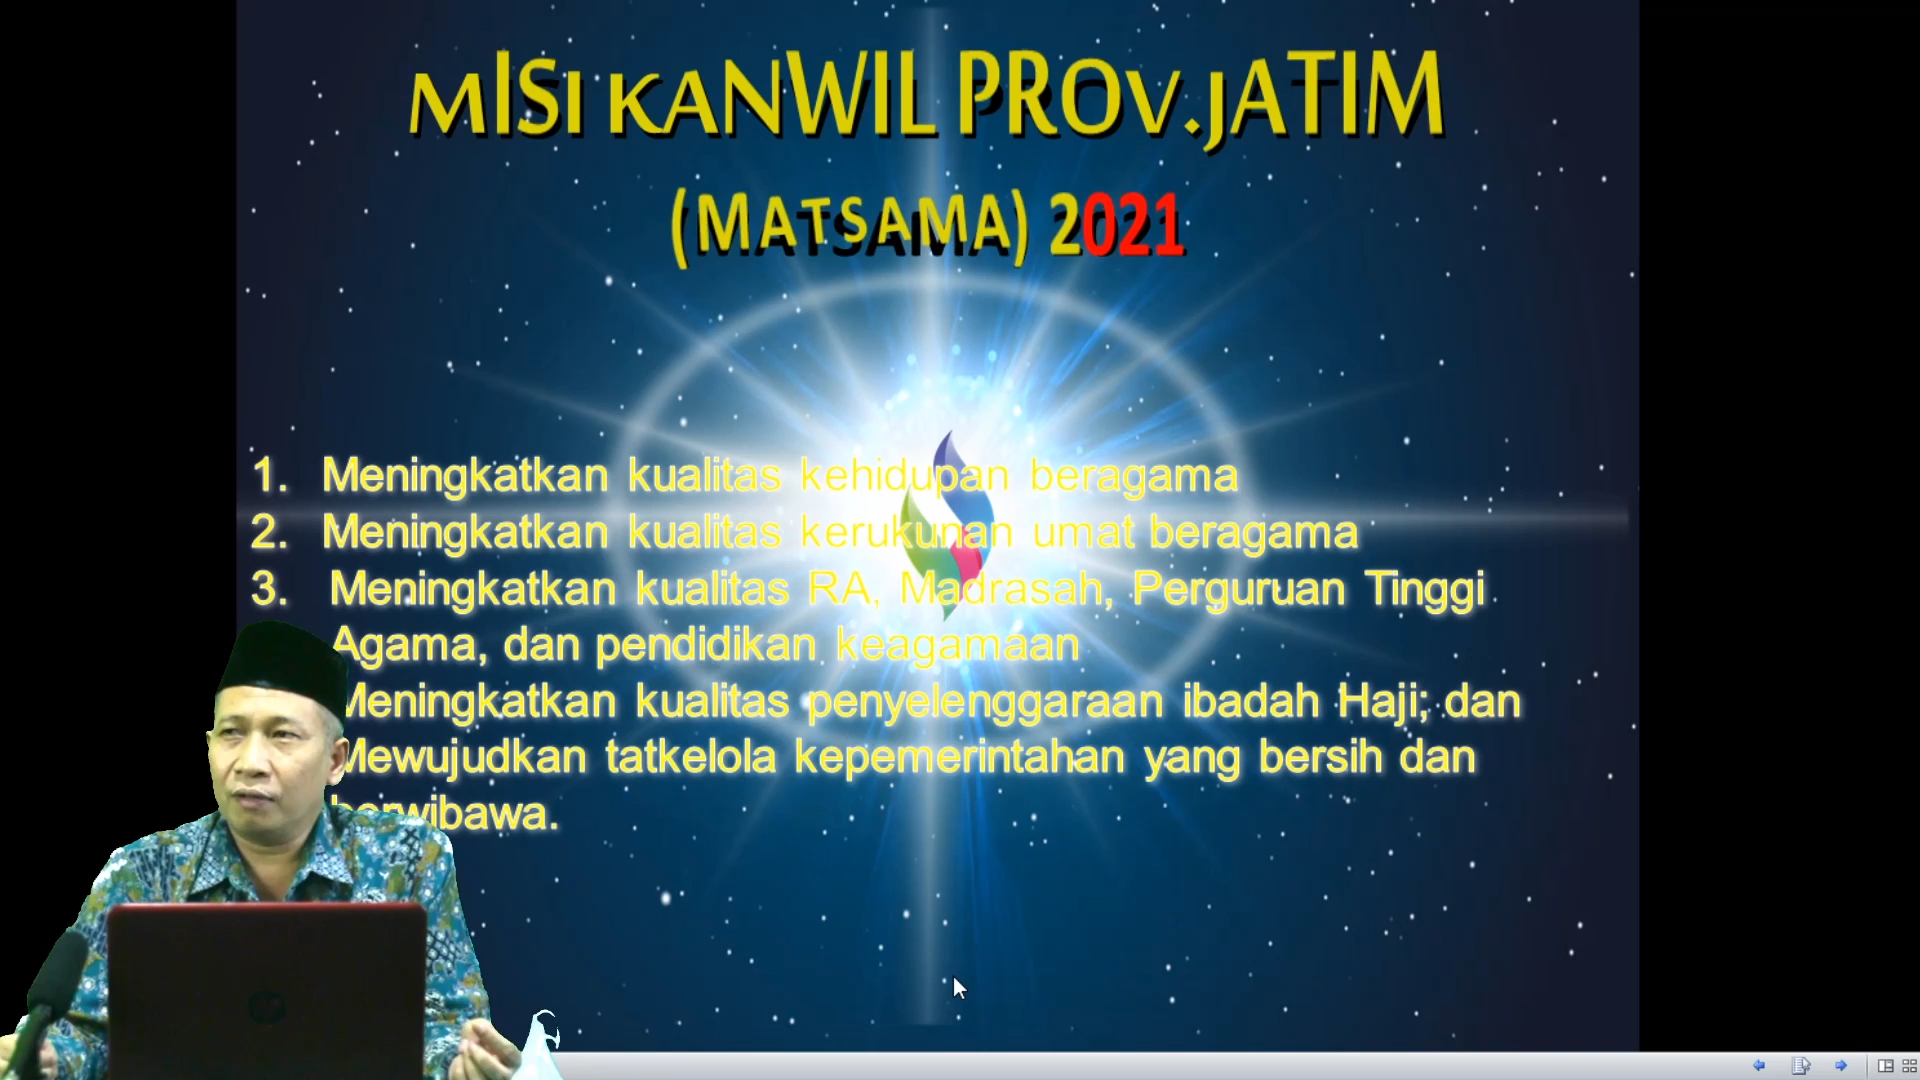 MISI KANWIL PROV.JATIM
(MATSAMA) 2021
1. Meningkatkan kualitas kehidupan beragama
2. Meningkatkan kualitas kerukunan umat beragama
3. Meningkatkan kualitas RA, Madrasah, Perguruan Tinggi
Agama, dan pendidikan keagamaan
Meningkatkan kualitas penyelenggaraan ibadah Haji; dan
Mewujudkan tatkelola kepemerintahan yang bersih dan
berwibawa.